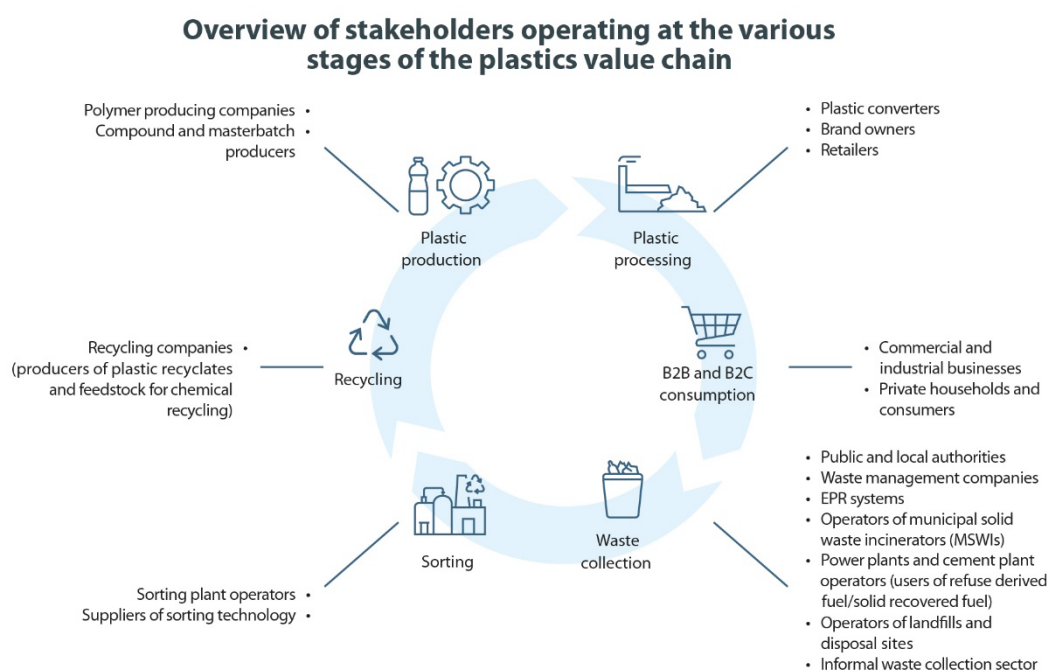 Overview of stakeholders operating at the various
stages of the plastics value chain
Polymer producing companies •
Compound and masterbatch •
producers
• Plastic converters
• Brand owners
• Retailers
Plastic
production
Plastic
processing
Recycling companies •
(producers of plastic recyclates
and feedstock for chemical
recycling)
Recycling
B2B and B2C
consumption
• Commercial and
industrial businesses
• Private households and
consumers
Sorting
Waste
collection
• Public and local authorities
• Waste management companies
• EPR systems
• Operators of municipal solid
waste incinerators (MSWIs)
• Power plants and cement plant
operators (users of refuse derived
fuel/solid recovered fuel)
• Operators of landfills and
disposal sites
• Informal waste collection sector
Sorting plant operators •
Suppliers of sorting technology •